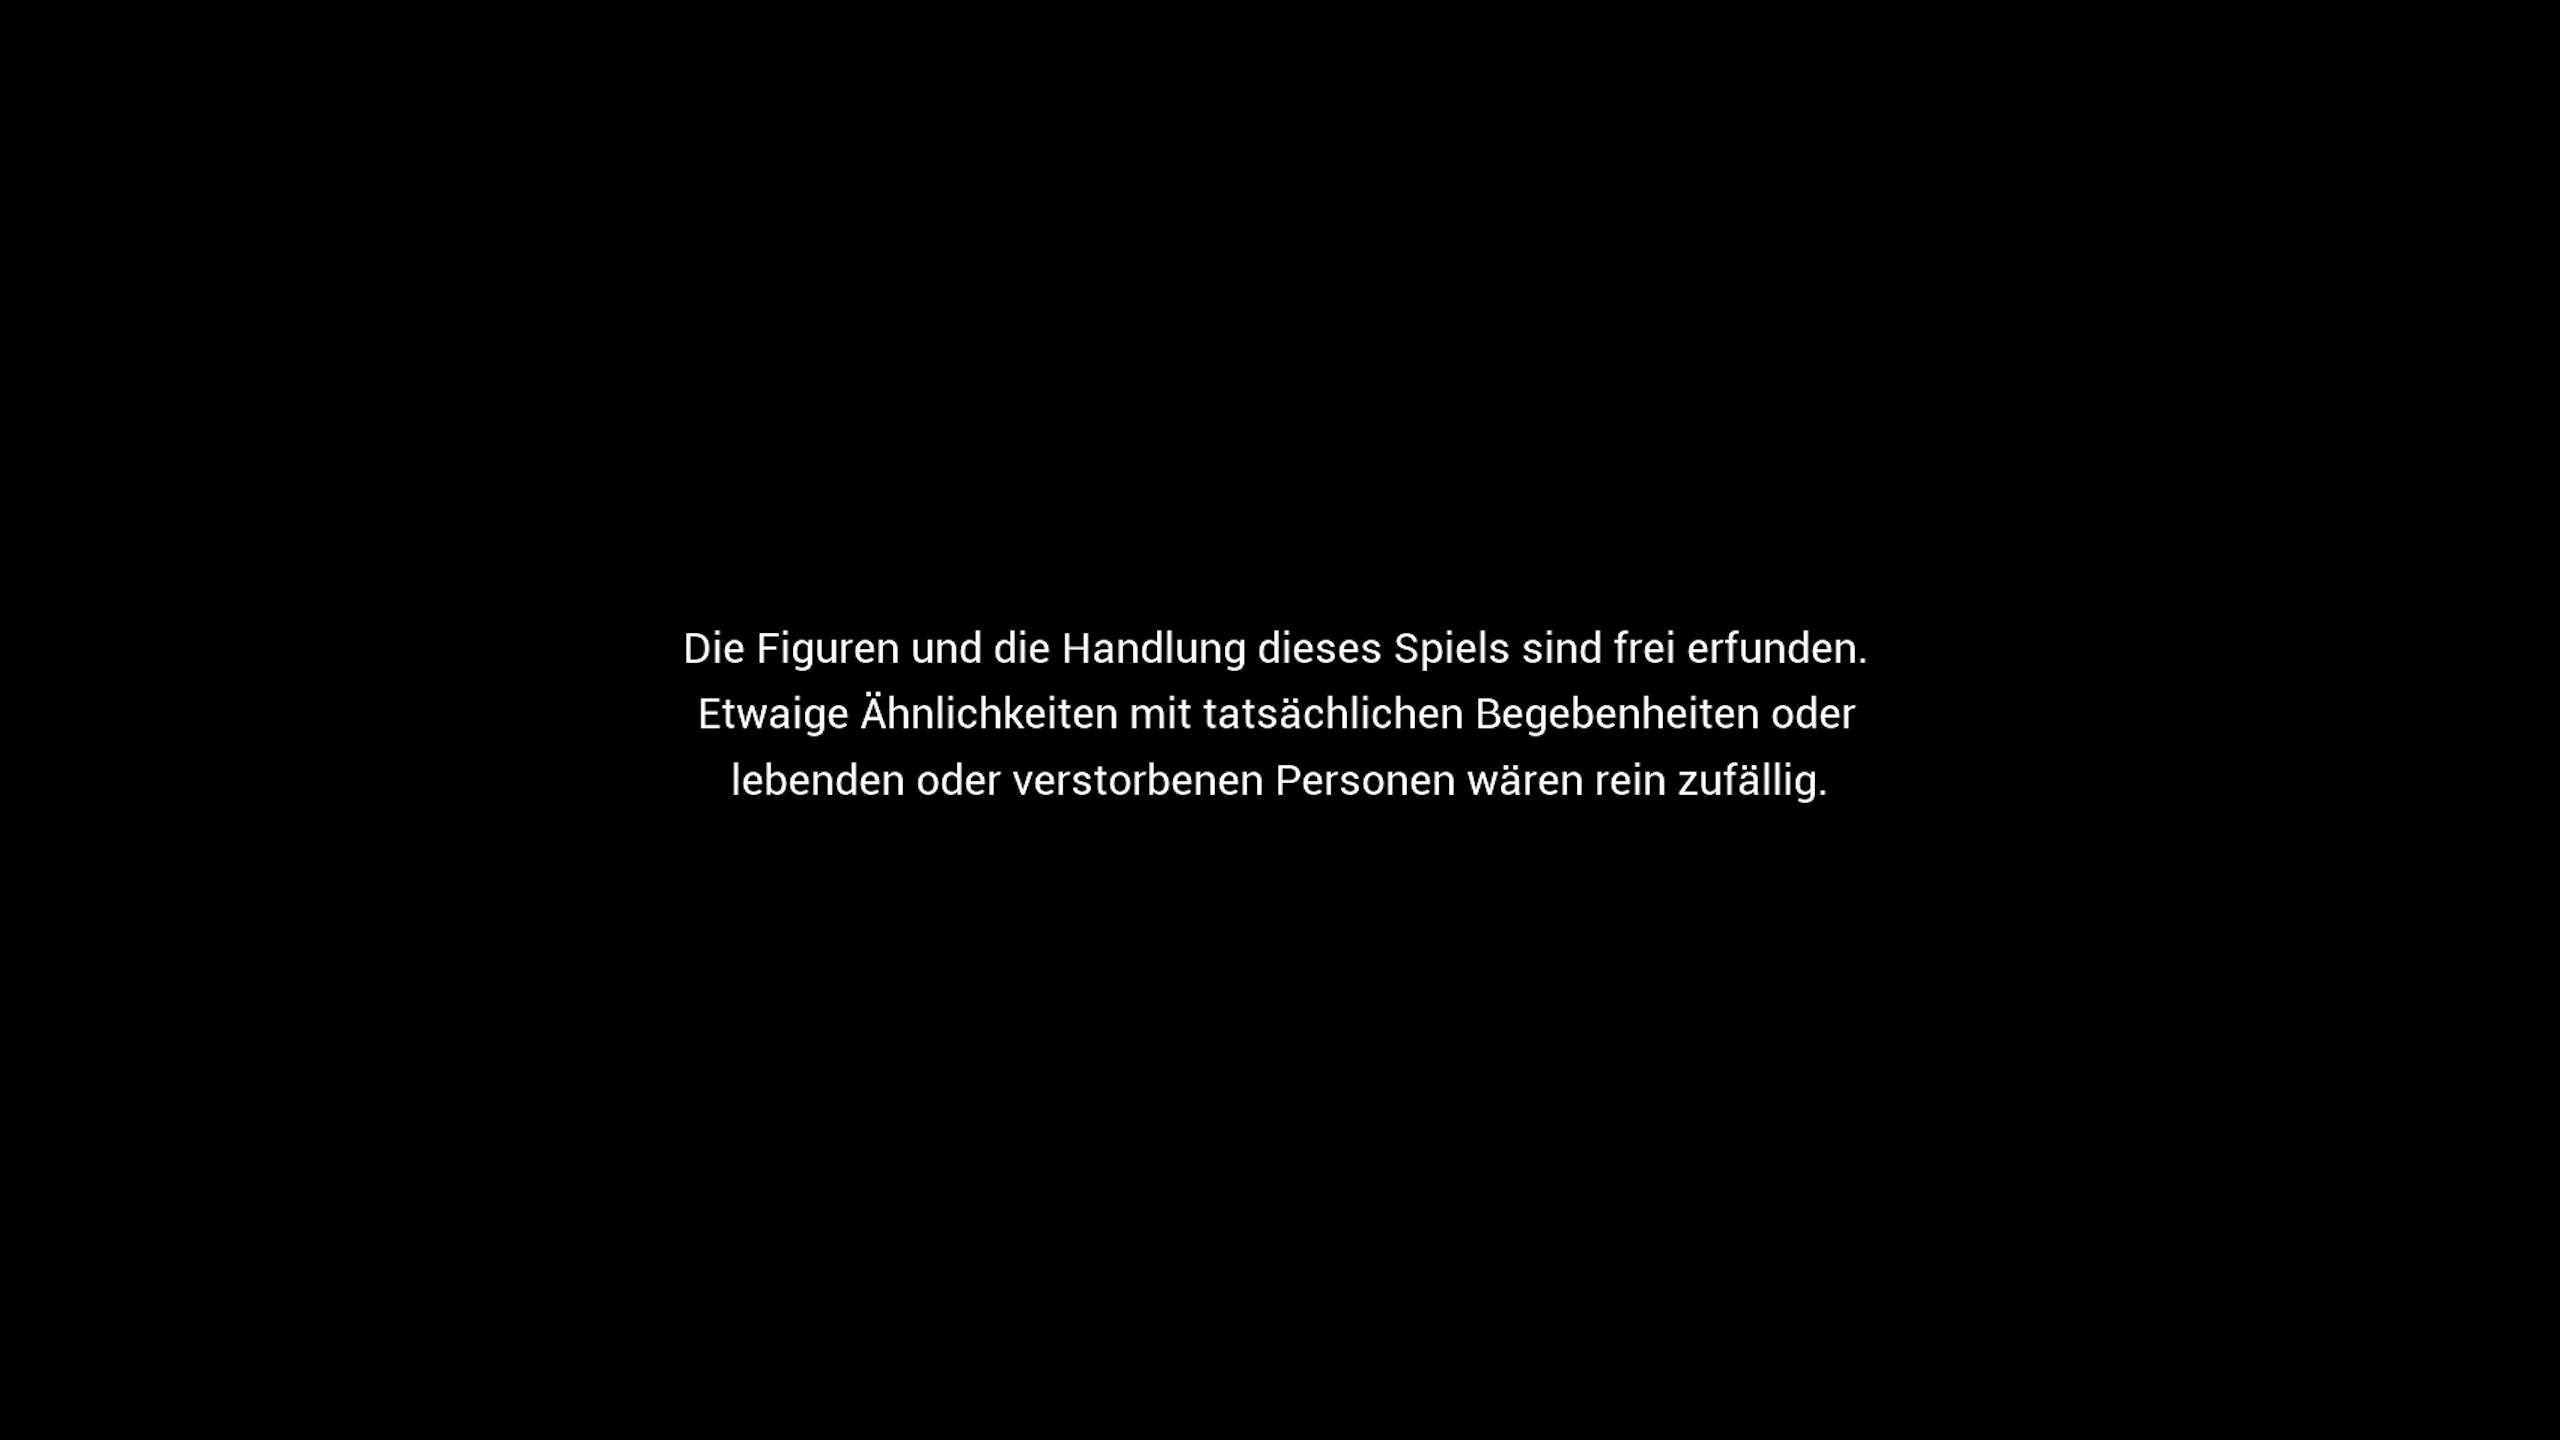 Die Figuren und die Handlung dieses Spiels sind frei erfunden.
Etwaige Ähnlichkeiten mit tatsächlichen Begebenheiten oder
lebenden oder verstorbenen Personen wären rein zufällig.